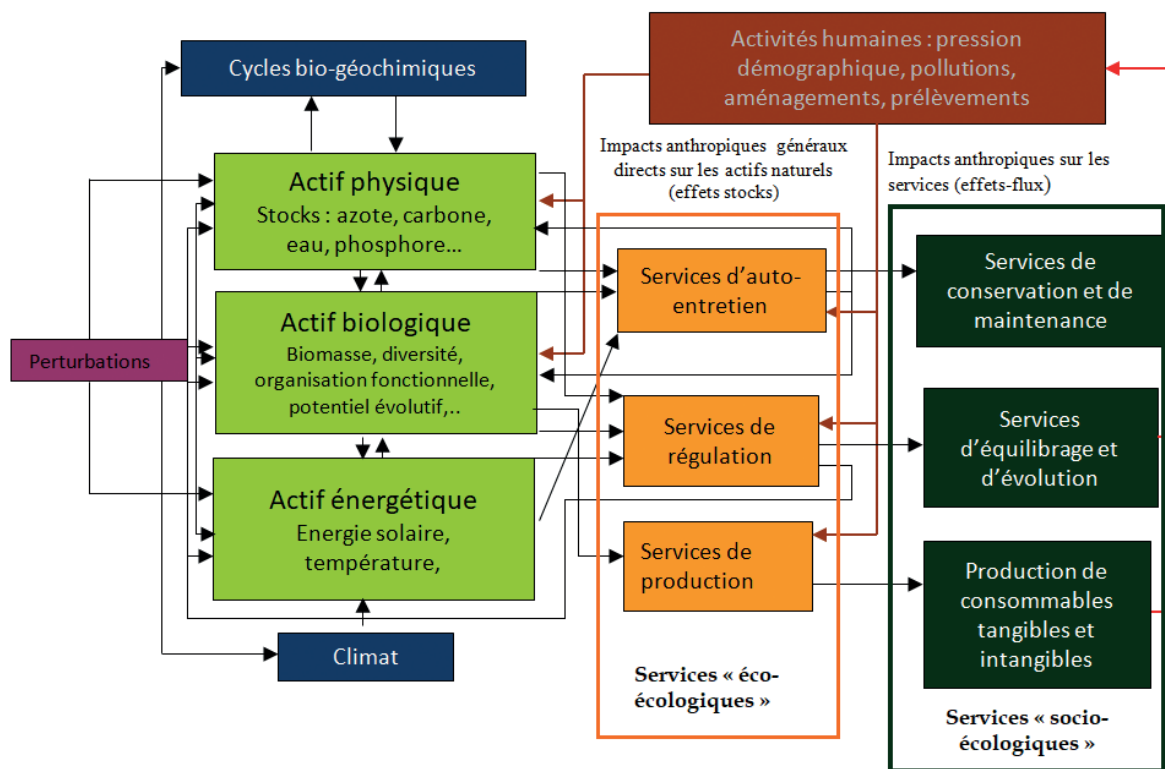 Cycles bio-géochimiques
Activités humaines : pression
démographique, pollutions,
aménagements, prélèvements
Impacts anthropiques généraux
directs sur les actifs naturels
(effets stocks)
Impacts anthropiques sur les
services (effets-flux)
Actif physique
Stocks : azote, carbone,
eau, phosphore...
Actif biologique
Biomasse, diversité,
organisation fonctionnelle,
potentiel évolutif,..
Perturbations
Actif énergétique
Energie solaire,
température,
Climat
Services d'auto-
entretien
Services de
régulation
Services de
production
Services « éco-
écologiques »
Services de
conservation et de
maintenance
Services
d'équilibrage et
d'évolution
Production de
consommables
tangibles et
intangibles
Services « socio-
écologiques »